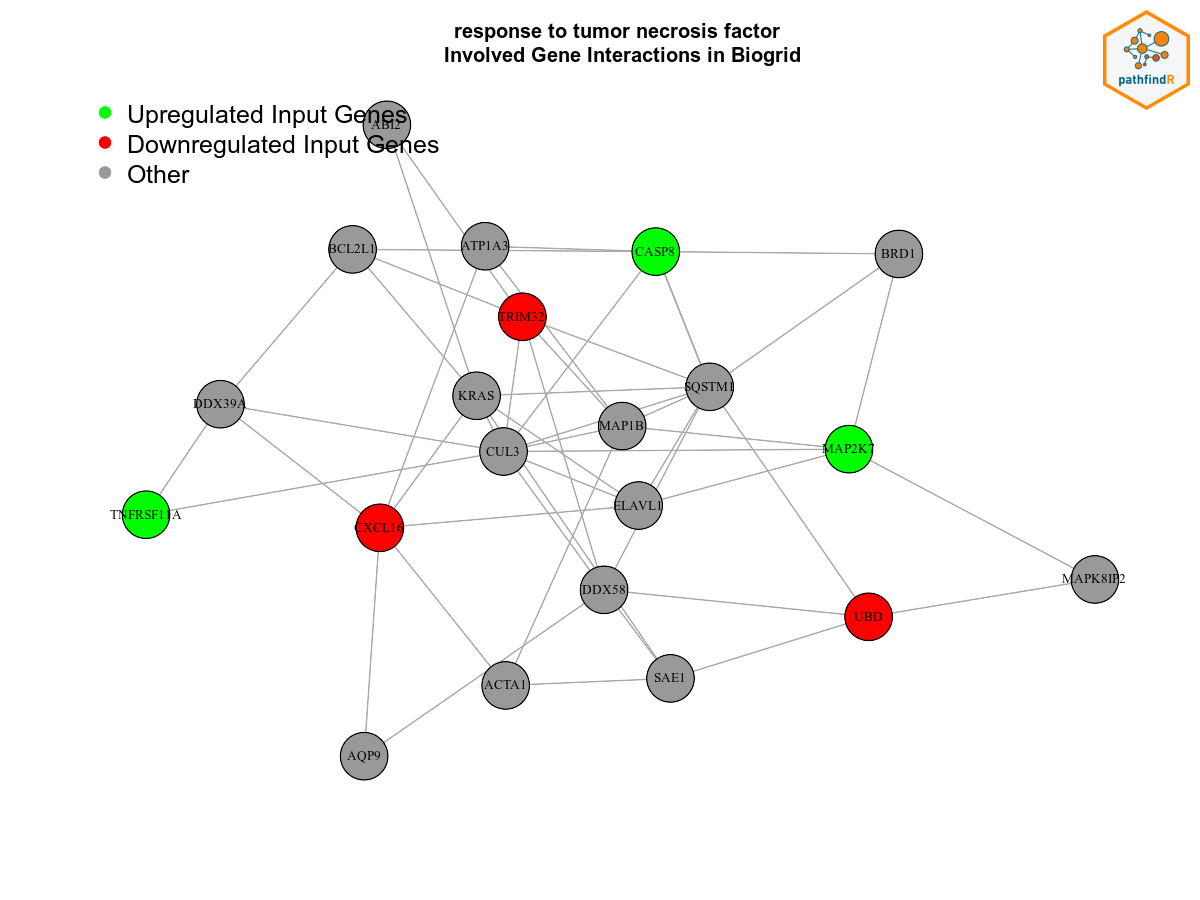 response to tumor necrosis factor
Involved Gene Interactions in Biogrid
pathfindR
Upregulated Input Genes
Downregulated Input Genes
Other
ABI2
BCL2L1
ATP1A3
CASP8
BRD1
TRIM32
SQSTM1
KRAS
DDX39A
MAP1B
CUL3
MAP2K7
ELAVL1
TNFRSF11A
CXCL16
MAPK8IP2
DDX58
UBD
SAE1
ACTA1
AQP9